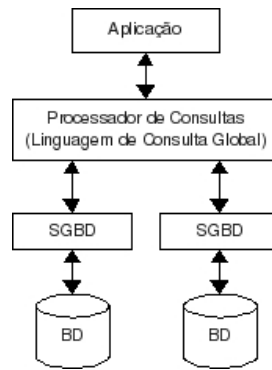 Aplicação
Processador de Consultas
(Linguagem de Consulta Global)
SGBD
SGBD
BD
BD